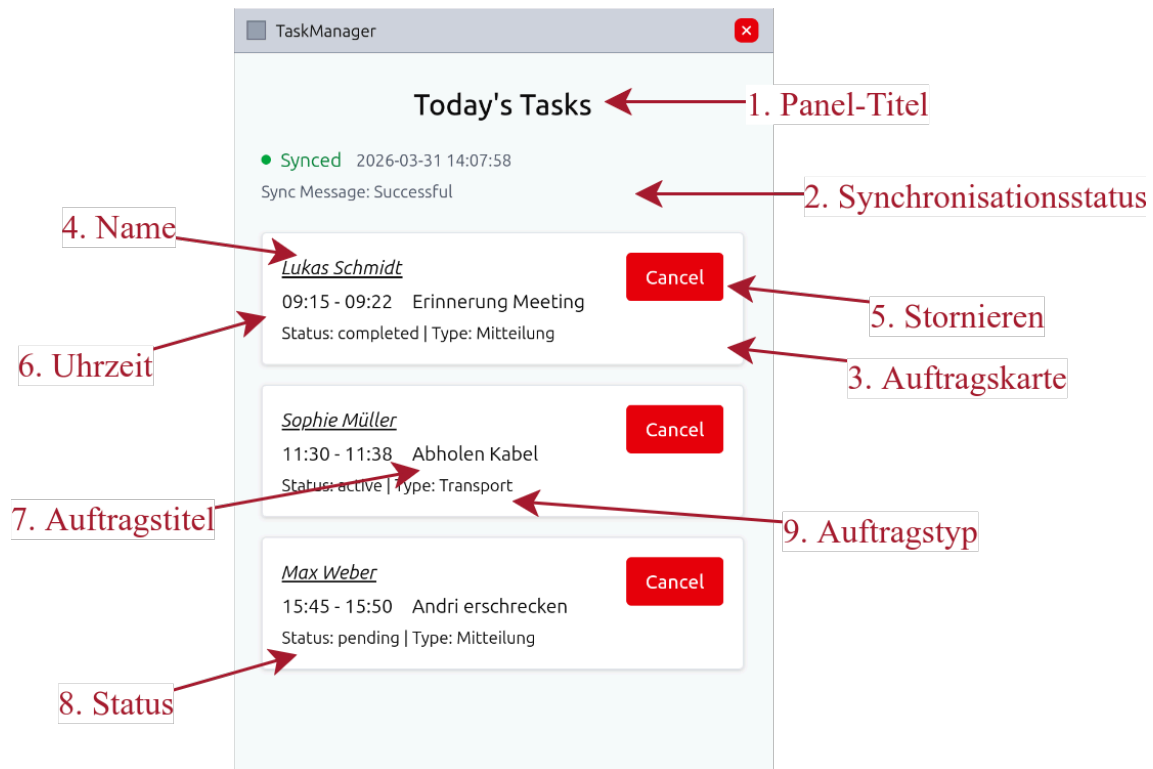 TaskManager
Today's Tasks
1. Panel-Titel
Synced 2026-03-31 14:07:58
Sync Message: Successful
2. Synchronisationsstatus
4. Name
Lukas Schmidt
Cancel
09:15 - 09:22 Erinnerung Meeting
5. Stornieren
Status: completed | Type: Mitteilung
6. Uhrzeit
3. Auftragskarte
Sophie Müller
Cancel
11:30 - 11:38 Abholen Kabel
Status: active | Type: Transport
7. Auftragstitel
9. Auftragstyp
Max Weber
Cancel
15:45 - 15:50 Andri erschrecken
Status: pending | Type: Mitteilung
8. Status